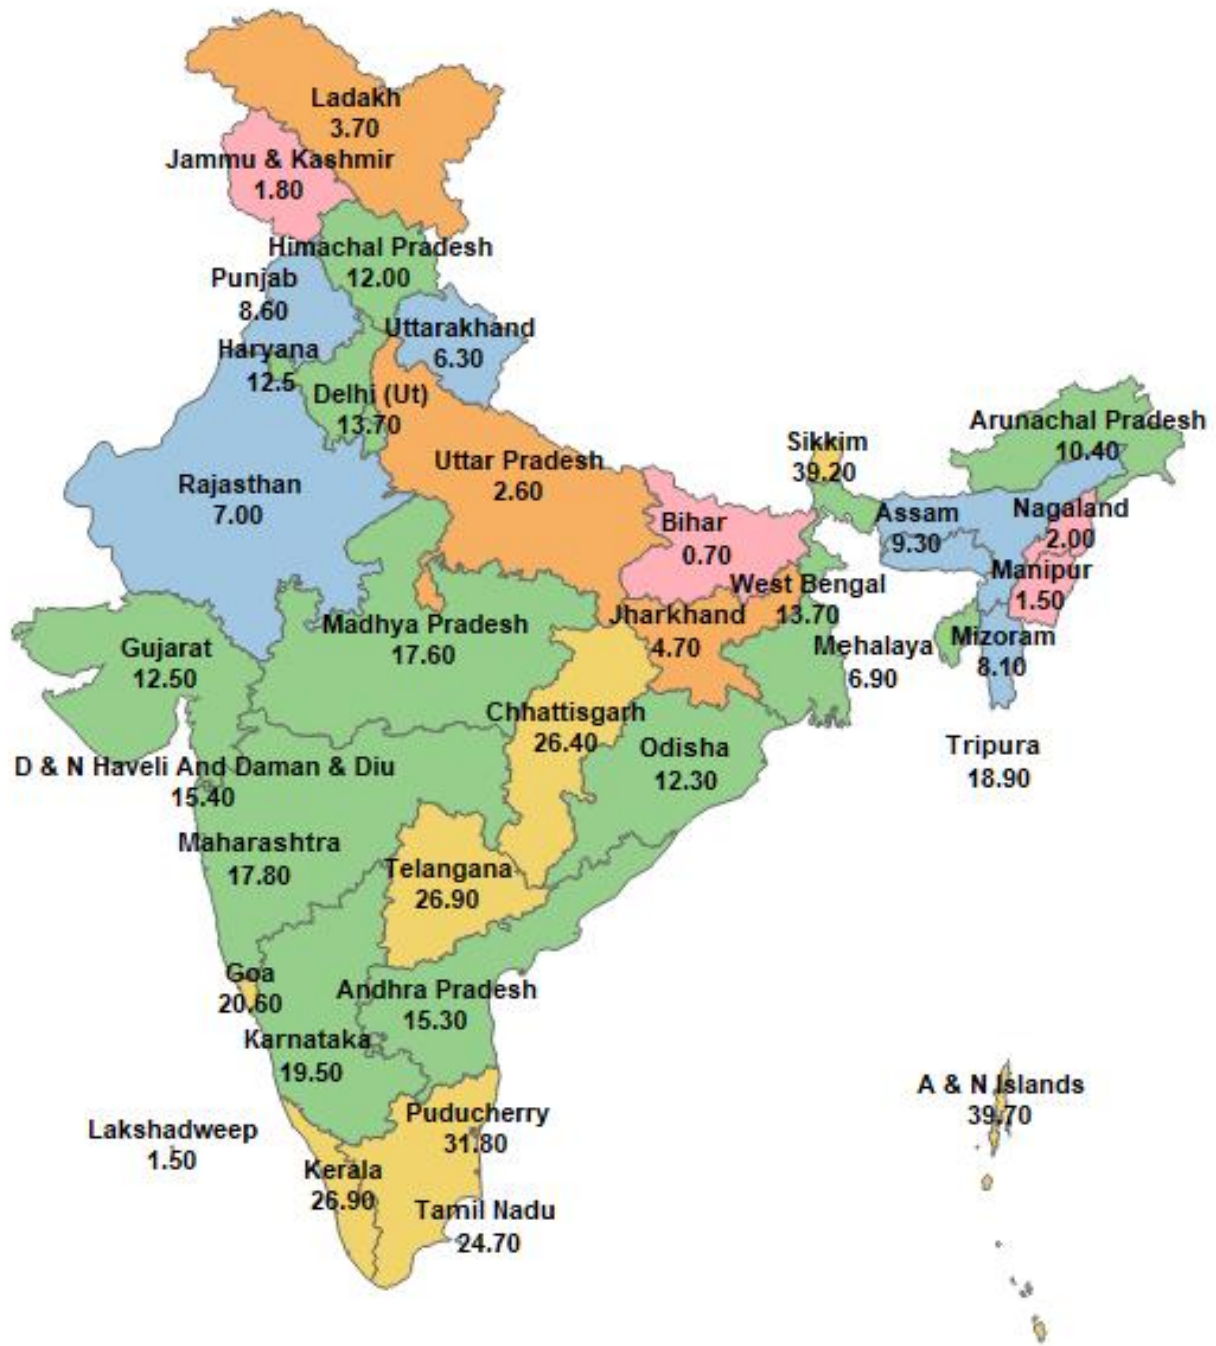 Ladakh
3.70
Jammu & Kashmir
1.80
Himachal Pradesh
12.00
Punjab
8.60
Uttarakhand
6.30
Haryana
12.5
Delhi (Ut)
13.70
Arunachal Pradesh
10.40
Sikkim
39.20
Uttar Pradesh
2.60
Rajasthan
7.00
Assam
9.30
Nagaland
2.00
Bihar
0.70
Manipur
1.50
West Bengal
13.70
Jharkhand
4.70
Madhya Pradesh
17.60
Gujarat
12.50
Mehalaya
6.90
Mizoram
8.10
Chhattisgarh
26.40
Odisha
12.30
Tripura
18.90
D & N Haveli And Daman & Diu
15.40
Maharashtra
17.80
Telangana
26.90
Goa
20.60
Andhra Pradesh
15.30
Karnataka
19.50
A & N Islands
39.70
Puducherry
31.80
Lakshadweep
1.50
Kerala
26.90
Tamil Nadu
24.70